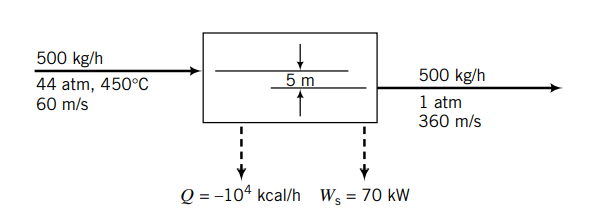 500 kg/h
44 atm, 450°C
60 m/s
5 m
500 kg/h
1 atm
360 m/s
Q = –10⁴ kcal/h Wₛ = 70 kW